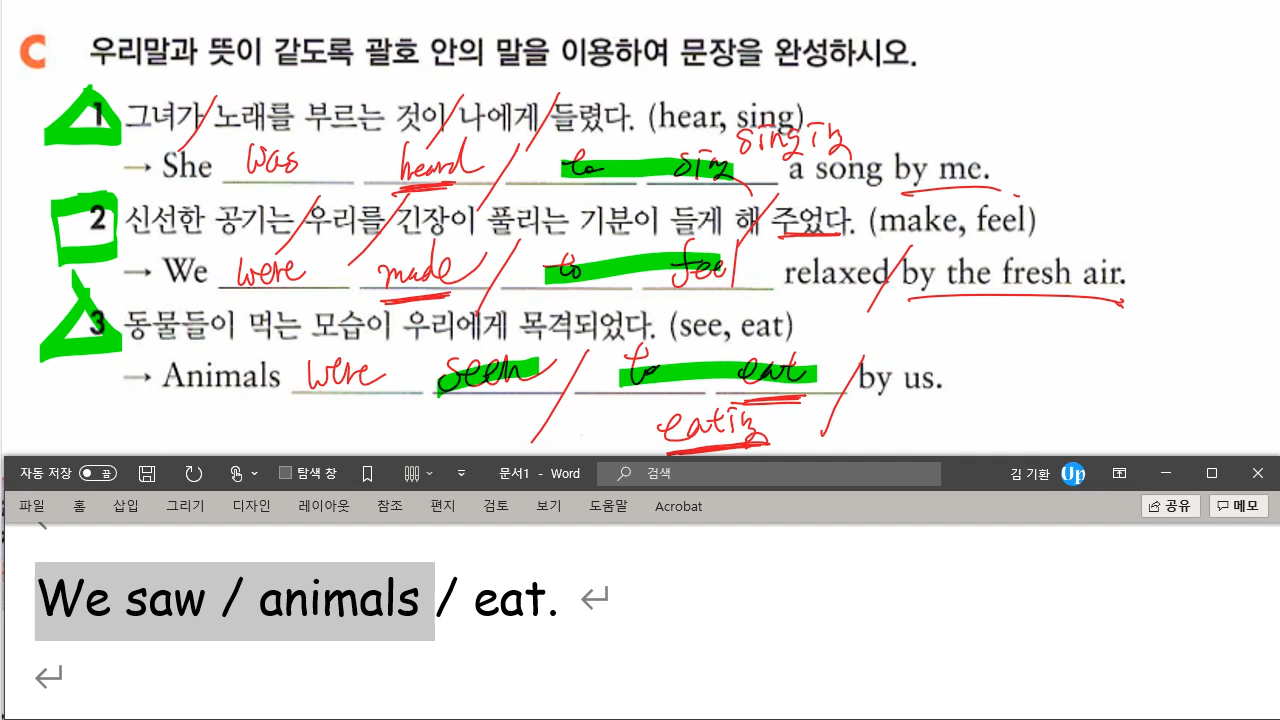 C 우리말과 뜻이 같도록 괄호 안의 말을 이용하여 문장을 완성하시오.
1 그녀가 노래를 부르는 것이 나에게 들렸다. (hear, sing)
singing
→ She was heard to sing a song by me.
2 신선한 공기는 우리를 긴장이 풀리는 기분이 들게 해 주었다. (make, feel)
→ We were made to feel relaxed by the fresh air.
3 동물들이 먹는 모습이 우리에게 목격되었다. (see, eat)
→ Animals were seen to eat by us.
eating
자동 저장 끔 탐색 창 문서1 - Word 검색 김 기환 Up
파일 홈 삽입 그리기 디자인 레이아웃 참조 편지 검토 보기 도움말 Acrobat 공유 메모
We saw / animals / eat.